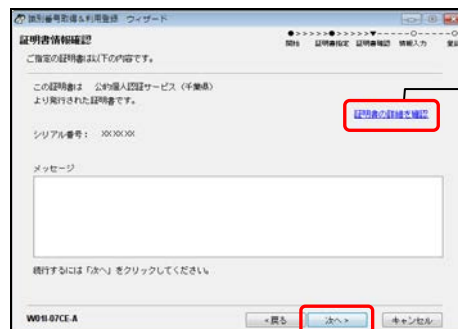 識別番号取得&利用登録 ウィザード
証明書情報確認
●>>>>>●>>>>>▼-----○-----○
開始 証明書指定 証明書確認 情報入力
ご指定の証明書は以下の内容です。
この証明書は 公的個人認証サービス (千葉県)
より発行された証明書です。
証明書の詳細を確認
シリアル番号: XXXXXXXX
メッセージ
続行するには「次へ」をクリックしてください。
W01I-07CE-A
<戻る
次へ>
キャンセル